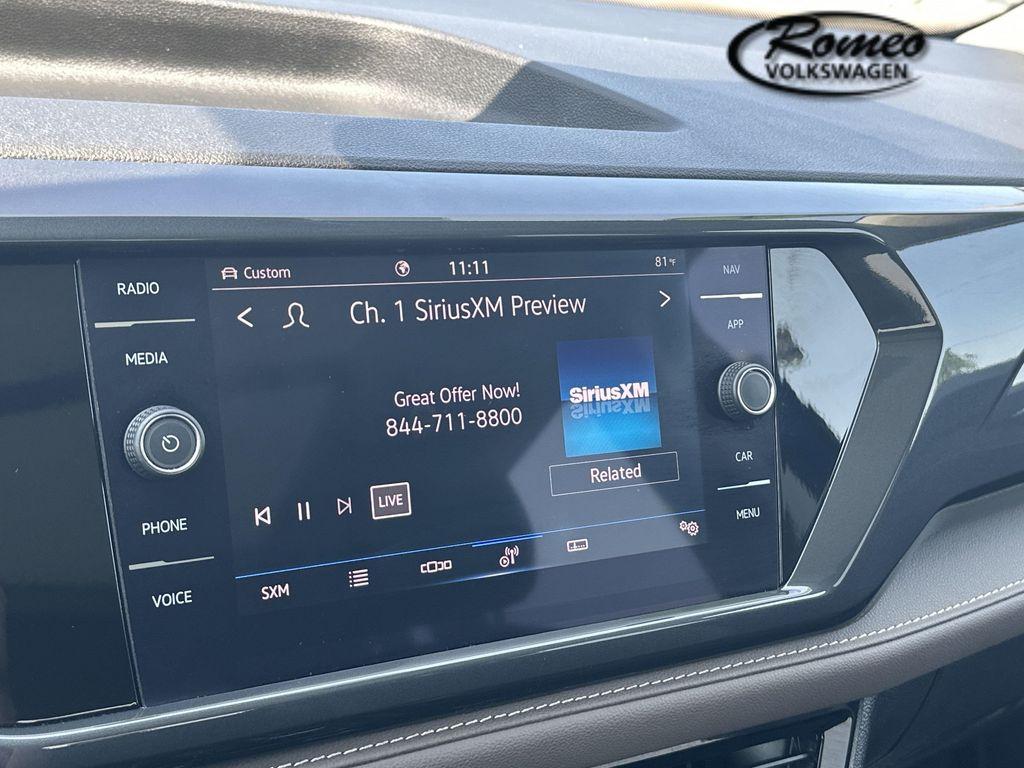 Romeo
VOLKSWAGEN
RADIO
MEDIA
PHONE
VOICE
Custom
11:11
81°F
Ch. 1 SiriusXM Preview
Great Offer Now!
844-711-8800
SiriusXM
Related
LIVE
SXM
NAV
APP
CAR
MENU